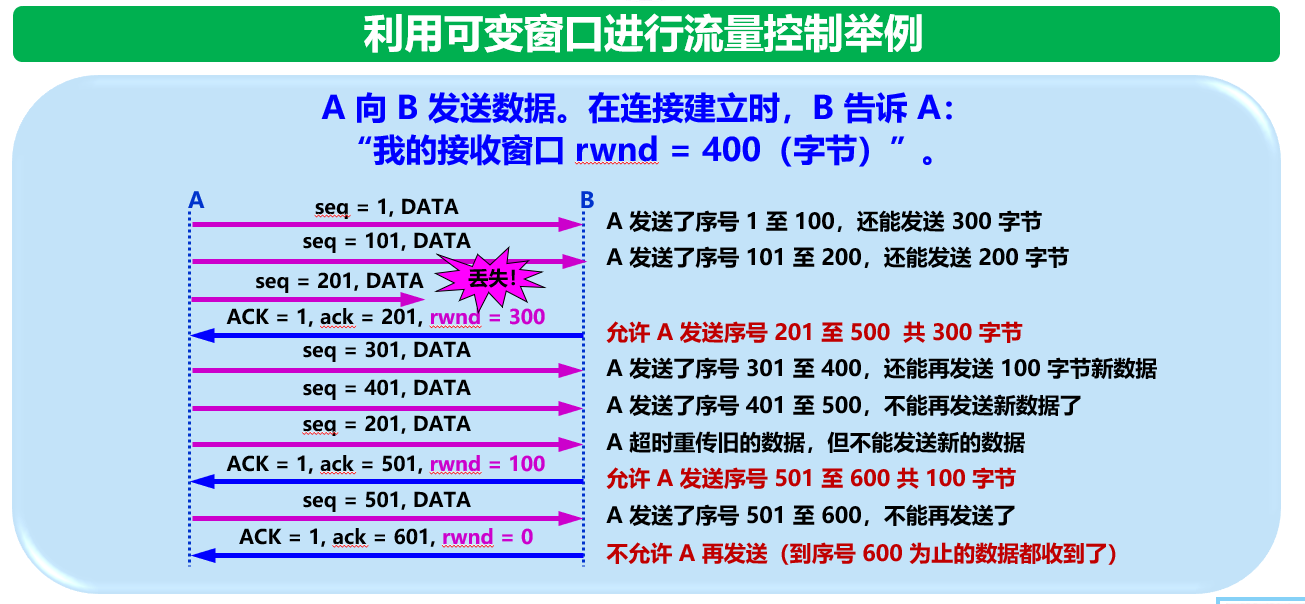 利用可变窗口进行流量控制举例
A 向 B 发送数据。在连接建立时，B 告诉 A：
“我的接收窗口 rwnd = 400（字节）”。
A B
seq = 1, DATA
A 发送了序号 1 至 100，还能发送 300 字节
seq = 101, DATA
A 发送了序号 101 至 200，还能发送 200 字节
seq = 201, DATA
丢失！
ACK = 1, ack = 201, rwnd = 300
允许 A 发送序号 201 至 500 共 300 字节
seq = 301, DATA
A 发送了序号 301 至 400，还能再发送 100 字节新数据
seq = 401, DATA
A 发送了序号 401 至 500，不能再发送新数据了
seq = 201, DATA
A 超时重传旧的数据，但不能发送新的数据
ACK = 1, ack = 501, rwnd = 100
允许 A 发送序号 501 至 600 共 100 字节
seq = 501, DATA
A 发送了序号 501 至 600，不能再发送了
ACK = 1, ack = 601, rwnd = 0
不允许 A 再发送（到序号 600 为止的数据都收到了）